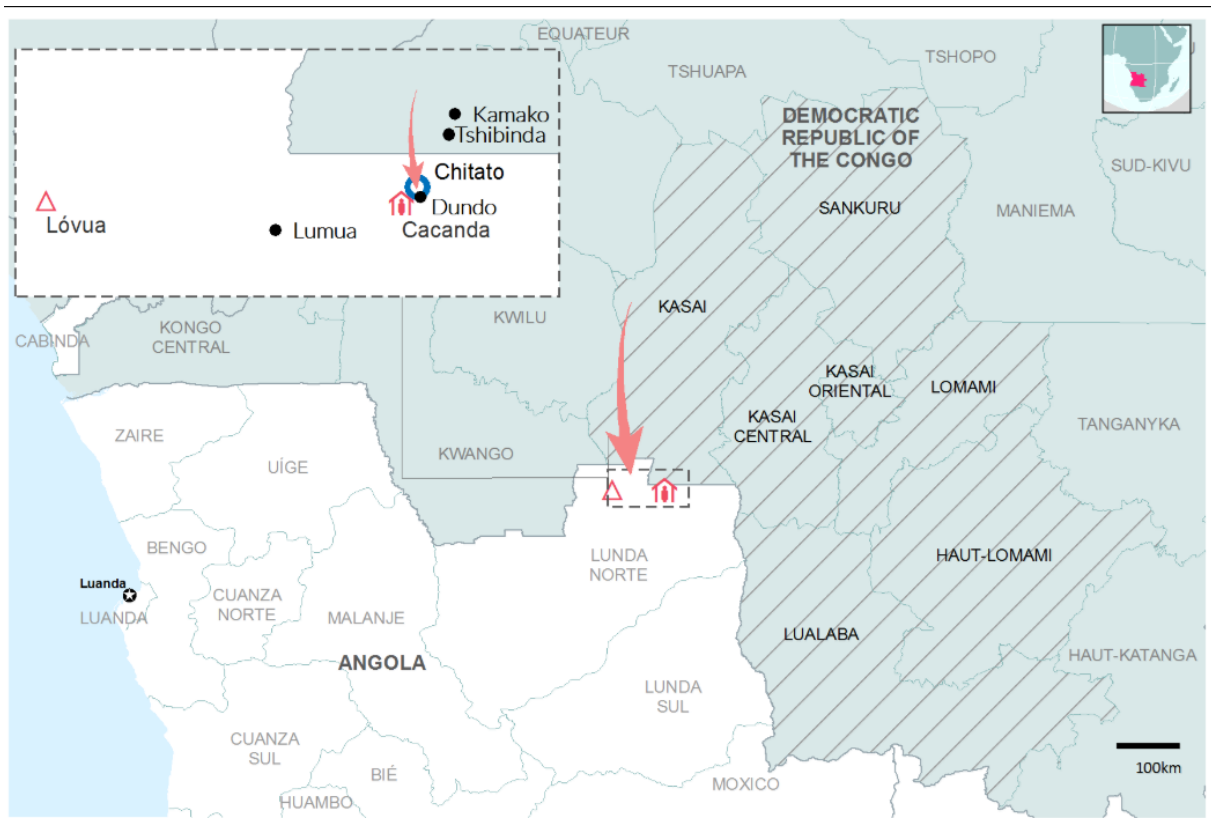 EQUATEUR
TSHUAPA
TSHOPO
DEMOCRATIC
REPUBLIC OF
THE CONGO
SUD-KIVU
SANKURU
MANIEMA
Kamako
Tshibinda
Chitato
Dundo
Cacanda
Lóvua
Lumua
KASAI
KWILU
KONGO
CENTRAL
CABINDA
KASAI
ORIENTAL
LOMAMI
KASAI
CENTRAL
TANGANYKA
ZAIRE
UÍGE
KWANGO
BENGO
LUNDA
NORTE
HAUT-LOMAMI
Luanda
LUANDA
CUANZA
NORTE
MALANJE
LUALABA
ANGOLA
HAUT-KATANGA
LUNDA
SUL
CUANZA
SUL
BIÉ
HUAMBO
MOXICO
100km